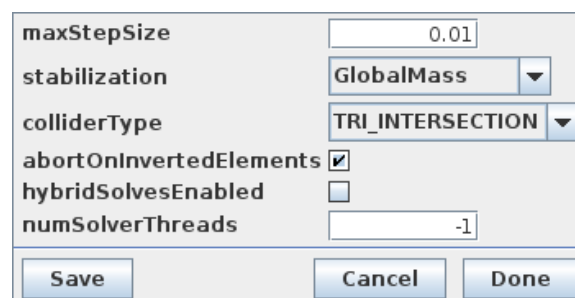 maxStepSize 0.01
stabilization GlobalMass
colliderType TRI_INTERSECTION
abortOnInvertedElements
hybridSolvesEnabled
numSolverThreads -1
Save Cancel Done